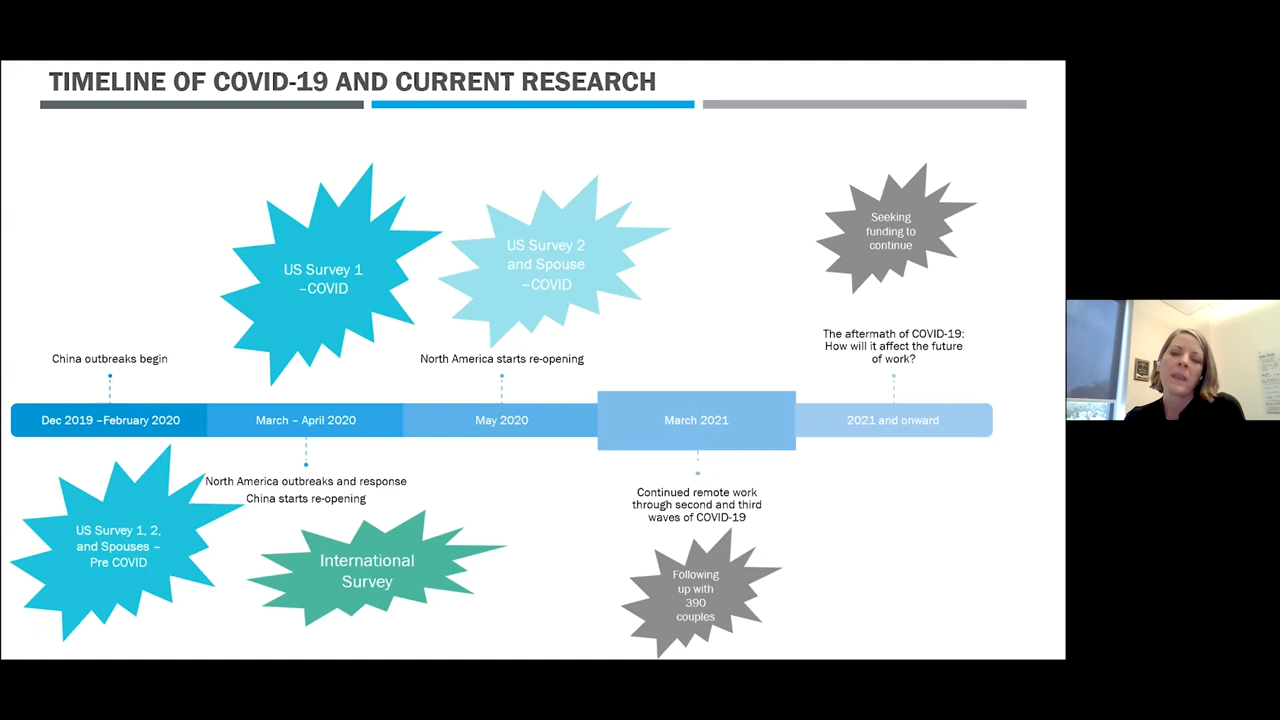 TIMELINE OF COVID-19 AND CURRENT RESEARCH
US Survey 1
–COVID
US Survey 2
and Spouse
–COVID
Seeking
funding to
continue
China outbreaks begin
North America starts re-opening
The aftermath of COVID-19:
How will it affect the future
of work?
Dec 2019 –February 2020
March – April 2020
May 2020
March 2021
2021 and onward
North America outbreaks and response
China starts re-opening
Continued remote work
through second and third
waves of COVID-19
US Survey 1, 2,
and Spouses –
Pre COVID
International
Survey
Following
up with
390
couples